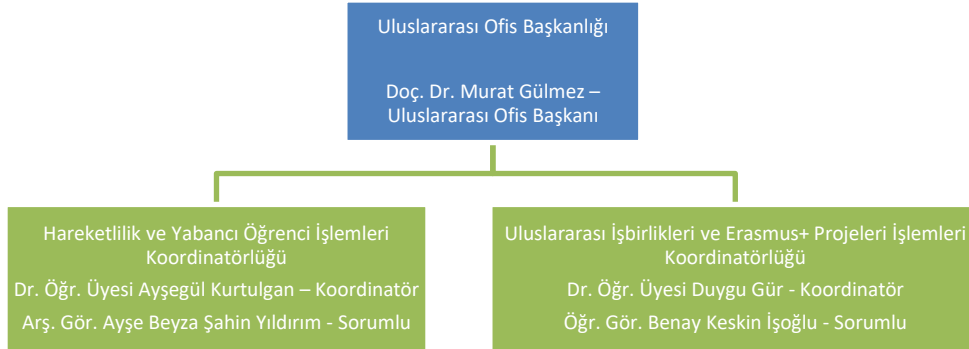 Uluslararası Ofis Başkanlığı
Doç. Dr. Murat Gülmez –
Uluslararası Ofis Başkanı
Hareketlilik ve Yabancı Öğrenci İşlemleri
Koordinatörlüğü
Dr. Öğr. Üyesi Ayşegül Kurtulgan – Koordinatör
Arş. Gör. Ayşe Beyza Şahin Yıldırım - Sorumlu
Uluslararası İşbirlikleri ve Erasmus+ Projeleri İşlemleri
Koordinatörlüğü
Dr. Öğr. Üyesi Duygu Gür - Koordinatör
Öğr. Gör. Benay Keskin İşoğlu - Sorumlu